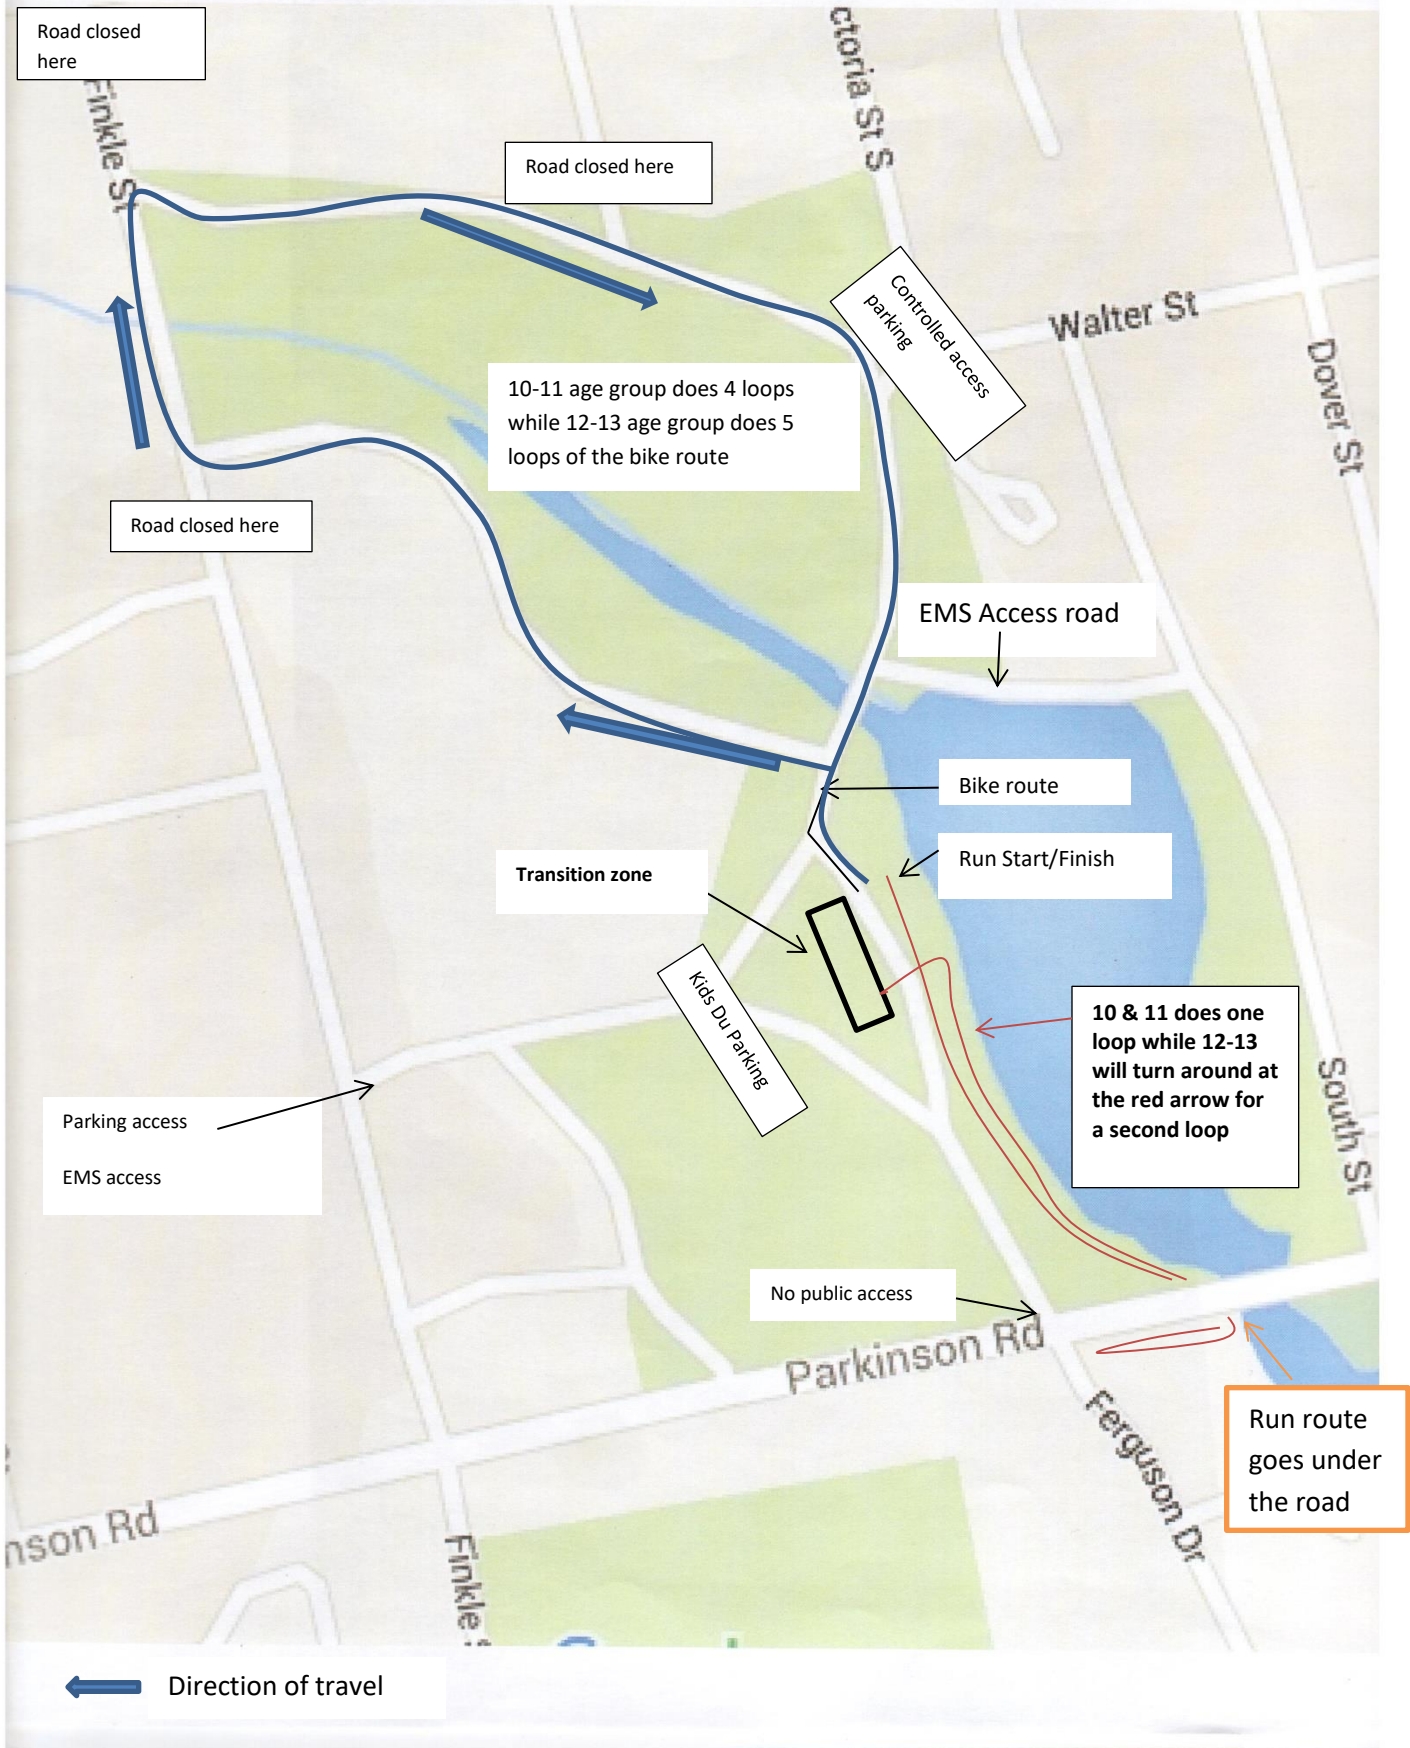 Road closed
here
Finkle St
ctoria St S
Road closed here
Controlled access
parking
Walter St
Dover St
10-11 age group does 4 loops
while 12-13 age group does 5
loops of the bike route
Road closed here
EMS Access road
Bike route
Run Start/Finish
Transition zone
Kids Du Parking
10 & 11 does one
loop while 12-13
will turn around at
the red arrow for
a second loop
South St
Parking access
EMS access
No public access
Parkinson Rd
Ferguson Dr
Run route
goes under
the road
nson Rd
Finkle
Direction of travel